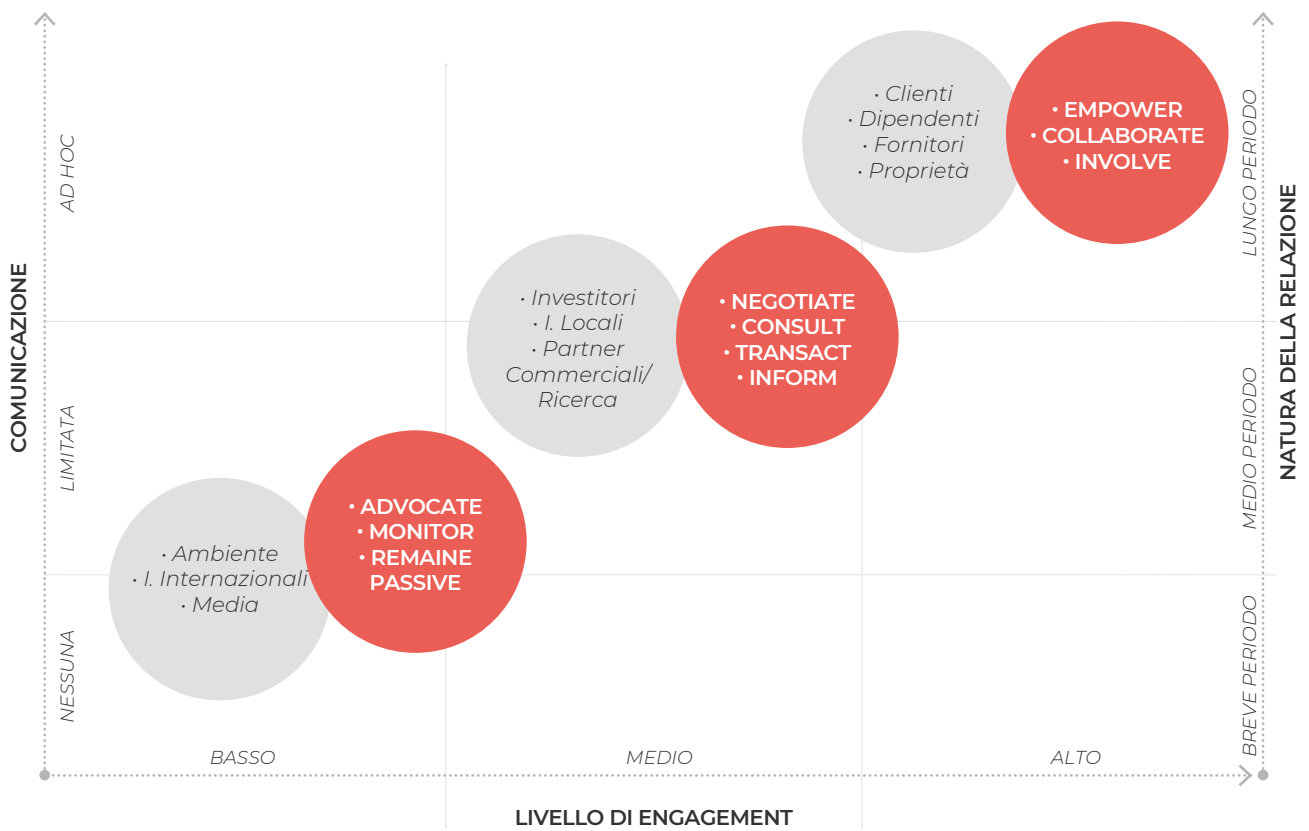 COMUNICAZIONE
AD HOC
LIMITATA
NESSUNA
• Clienti
• Dipendenti
• Fornitori
• Proprietà
• EMPOWER
• COLLABORATE
• INVOLVE
• Investitori
• I. Locali
• Partner
Commerciali/
Ricerca
• NEGOTIATE
• CONSULT
• TRANSACT
• INFORM
• Ambiente
• I. Internazionali
• Media
• ADVOCATE
• MONITOR
• REMAINE
PASSIVE
LUNGO PERIODO
MEDIO PERIODO
BREVE PERIODO
NATURA DELLA RELAZIONE
BASSO
MEDIO
ALTO
LIVELLO DI ENGAGEMENT